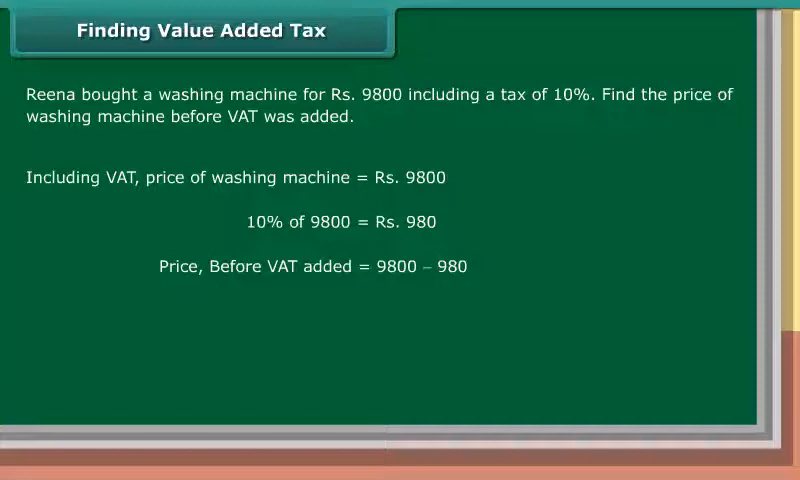 Finding Value Added Tax
Reena bought a washing machine for Rs. 9800 including a tax of 10%. Find the price of
washing machine before VAT was added.
Including VAT, price of washing machine = Rs. 9800
10% of 9800 = Rs. 980
Price, Before VAT added = 9800 – 980